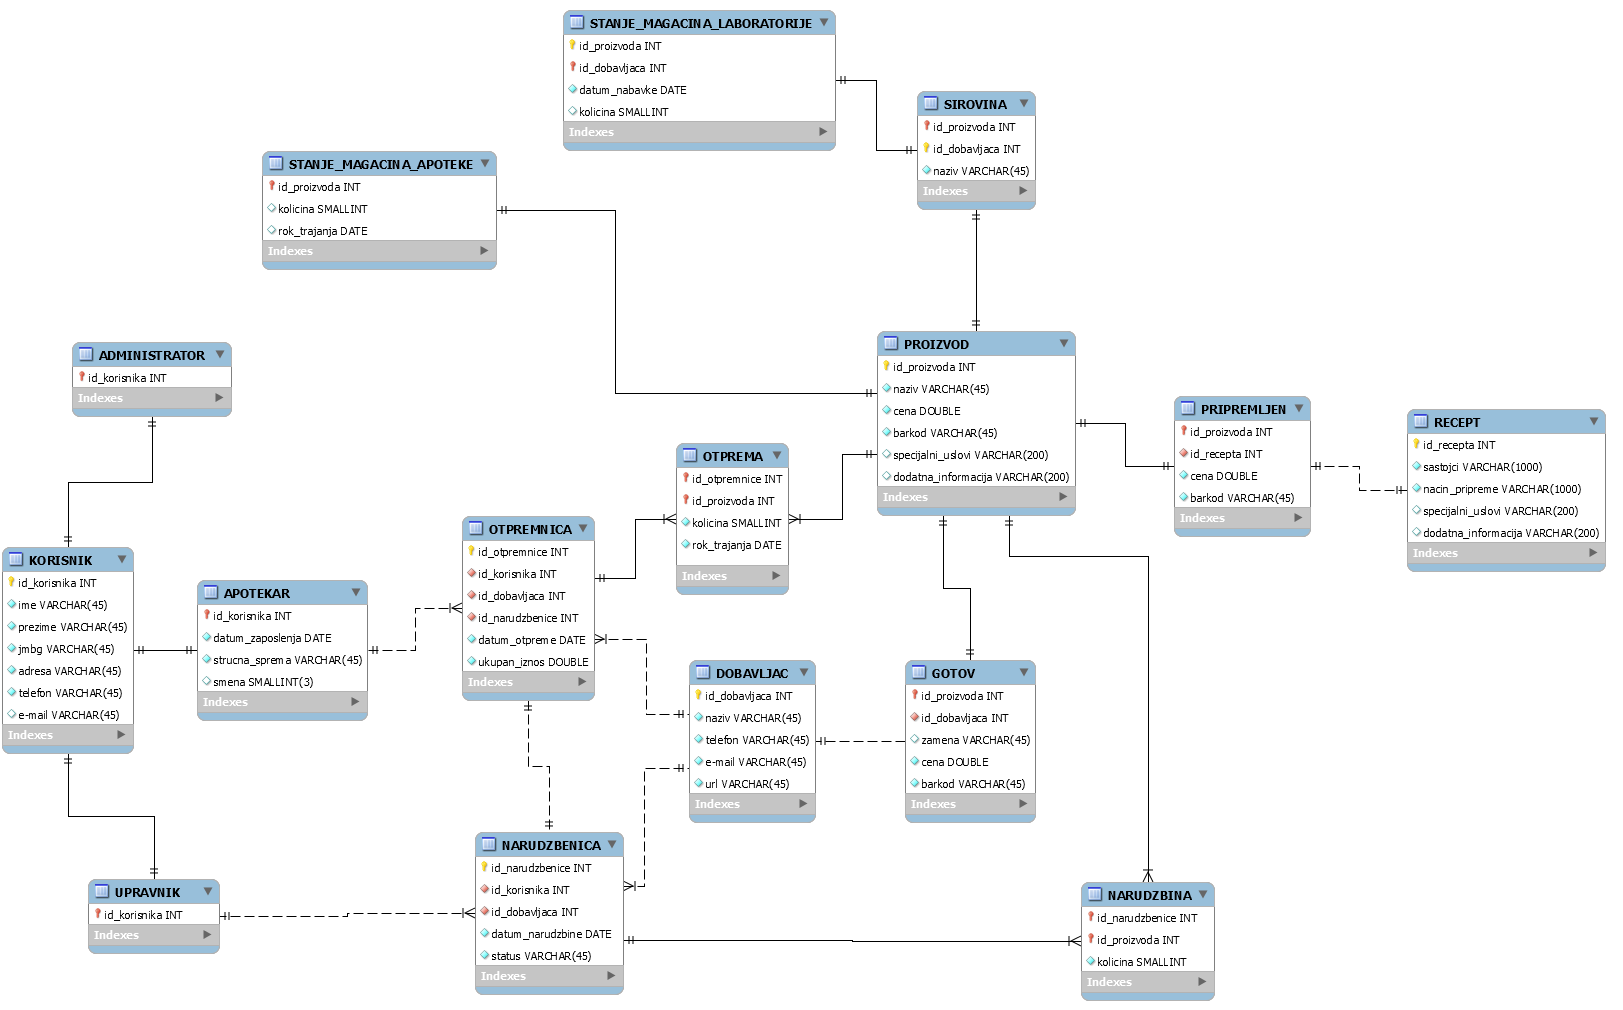 STANJE_MAGACINA_LABORATORIJE
id_proizvoda INT
id_dobavljaca INT
datum_nabavke DATE
kolicina SMALLINT
Indexes
SIROVINA
id_proizvoda INT
id_dobavljaca INT
naziv VARCHAR(45)
Indexes
STANJE_MAGACINA_APOTEKE
id_proizvoda INT
kolicina SMALLINT
rok_trajanja DATE
Indexes
ADMINISTRATOR
id_korisnika INT
Indexes
PROIZVOD
id_proizvoda INT
naziv VARCHAR(45)
cena DOUBLE
barkod VARCHAR(45)
specijalni_uslovi VARCHAR(200)
dodatna_informacija VARCHAR(200)
Indexes
PRIPREMLJEN
id_proizvoda INT
id_recepta INT
cena DOUBLE
barkod VARCHAR(45)
Indexes
RECEPT
id_recepta INT
sastojci VARCHAR(1000)
nacin_pripreme VARCHAR(1000)
specijalni_uslovi VARCHAR(200)
dodatna_informacija VARCHAR(200)
Indexes
OTPREMA
id_otpremnice INT
id_proizvoda INT
kolicina SMALLINT
rok_trajanja DATE
Indexes
OTPREMNICA
id_otpremnice INT
id_korisnika INT
id_dobavljaca INT
id_narudzbenice INT
datum_otpreme DATE
ukupan_iznos DOUBLE
Indexes
KORISNIK
id_korisnika INT
ime VARCHAR(45)
prezime VARCHAR(45)
jmbg VARCHAR(45)
adresa VARCHAR(45)
telefon VARCHAR(45)
e-mail VARCHAR(45)
Indexes
APOTEKAR
id_korisnika INT
datum_zaposlenja DATE
strucna_sprema VARCHAR(45)
smena SMALLINT(3)
Indexes
DOBAVLJAC
id_dobavljaca INT
naziv VARCHAR(45)
telefon VARCHAR(45)
e-mail VARCHAR(45)
url VARCHAR(45)
Indexes
GOTOV
id_proizvoda INT
id_dobavljaca INT
zamena VARCHAR(45)
cena DOUBLE
barkod VARCHAR(45)
Indexes
UPRAVNIK
id_korisnika INT
Indexes
NARUDZBENICA
id_narudzbenice INT
id_korisnika INT
id_dobavljaca INT
datum_narudzbine DATE
status VARCHAR(45)
Indexes
NARUDZBINA
id_narudzbenice INT
id_proizvoda INT
kolicina SMALLINT
Indexes